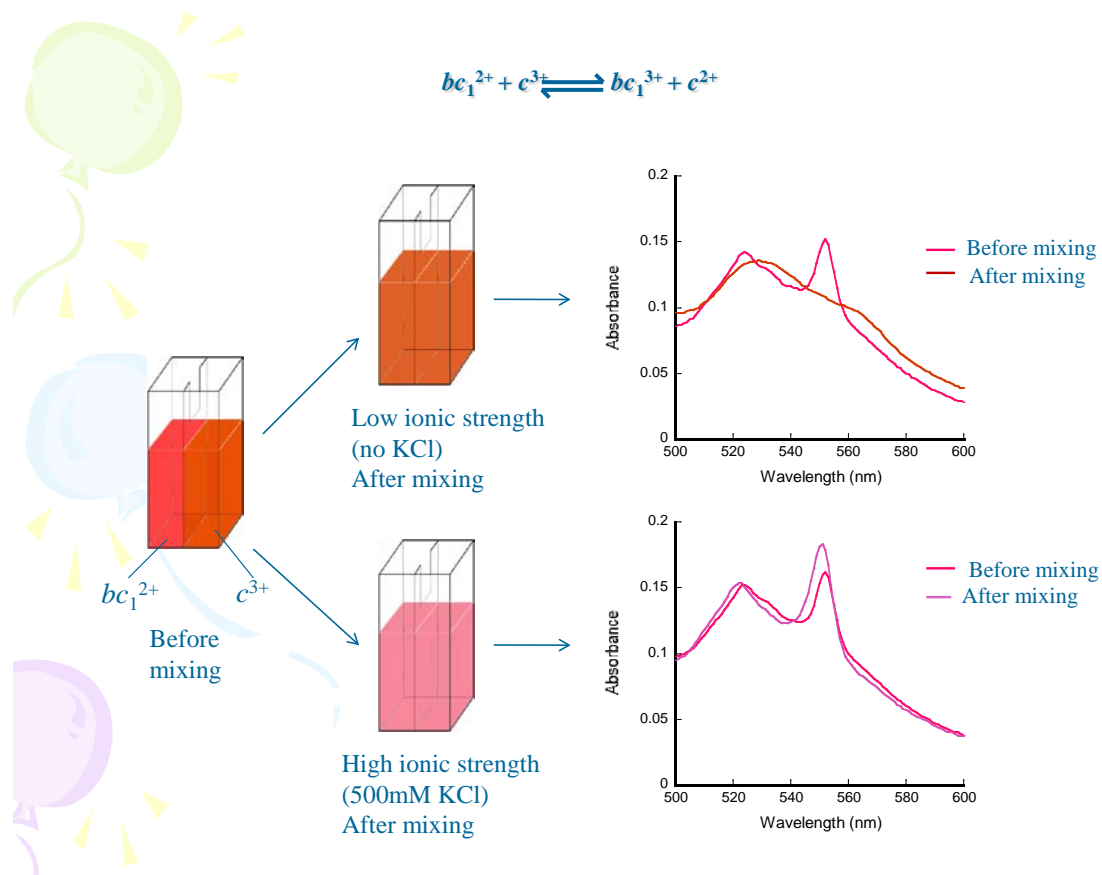 bc₁²⁺ + c³⁺ ⇌ bc₁³⁺ + c²⁺
bc₁²⁺
c³⁺
Before
mixing
Low ionic strength
(no KCl)
After mixing
0.2
0.15
0.1
0.05
0
500
520
540
560
580
600
Absorbance
Wavelength (nm)
Before mixing
After mixing
High ionic strength
(500mM KCl)
After mixing
0.2
0.15
0.1
0.05
0
500
520
540
560
580
600
Absorbance
Wavelength (nm)
Before mixing
After mixing